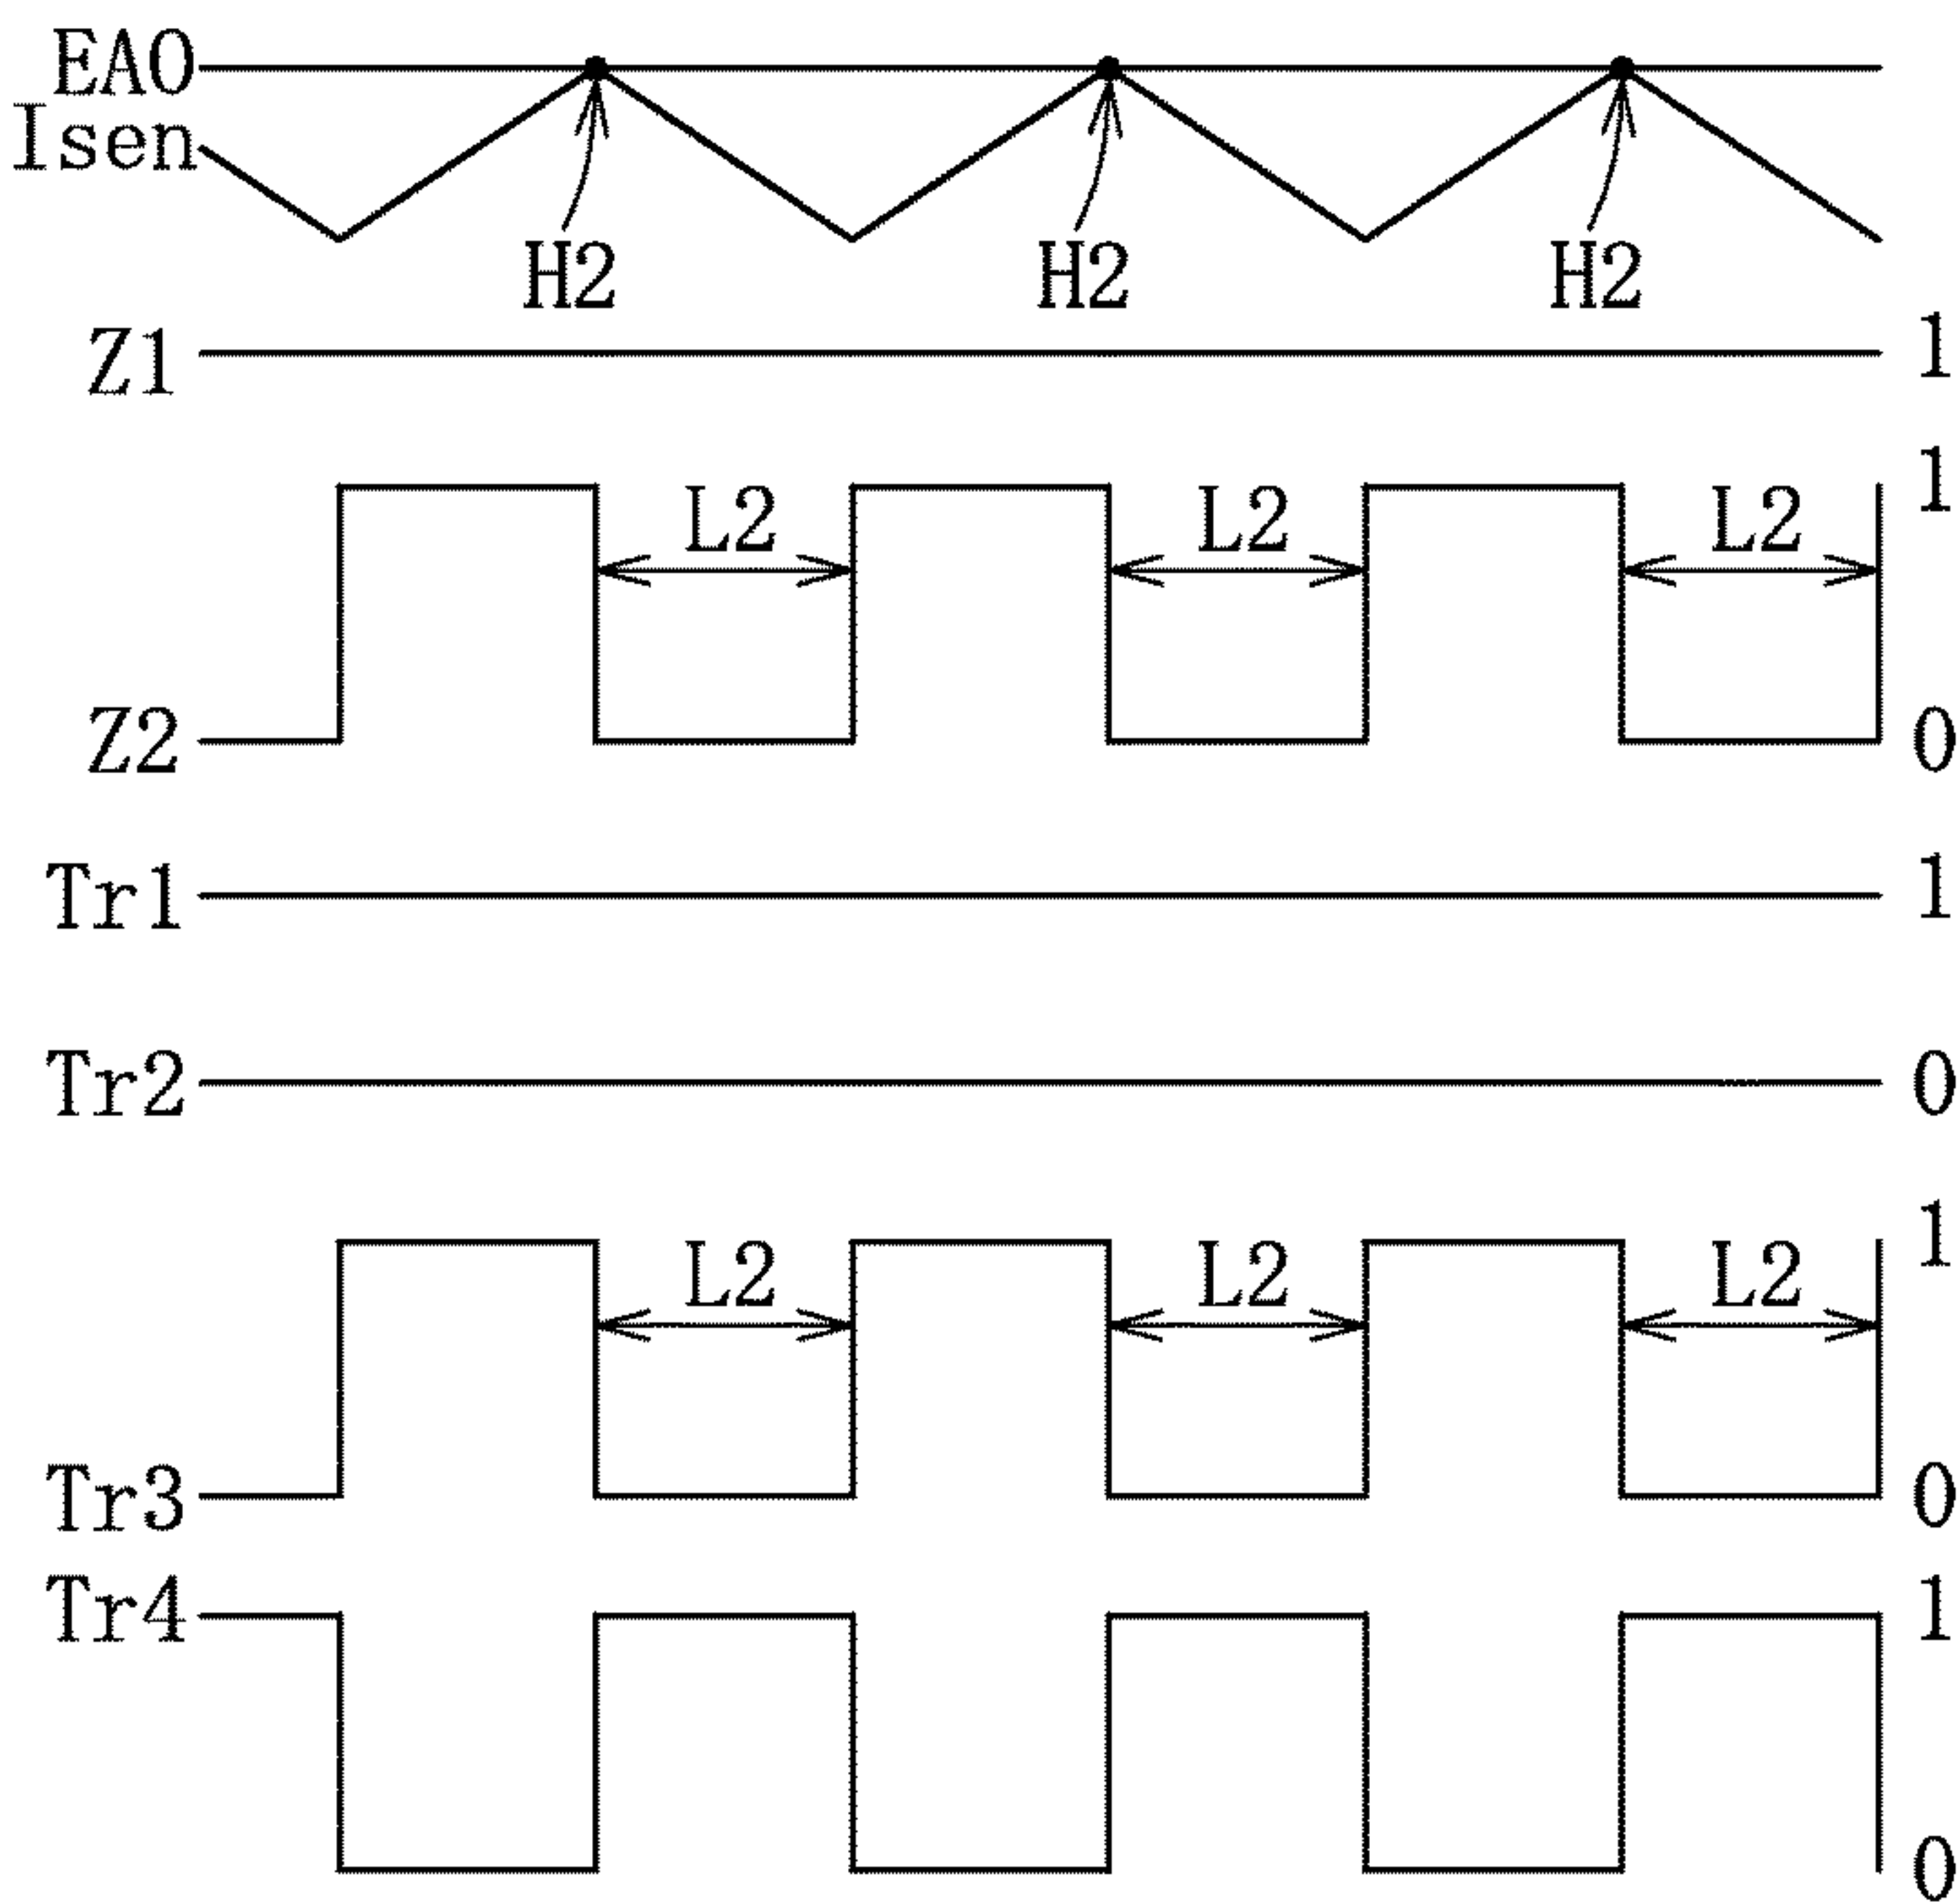 EAO
Isen
H2 H2 H2
Z1 1
1
L2 L2 L2
Z2 0
Tr1 1
Tr2 0
1
L2 L2 L2
Tr3 0
Tr4 1
0